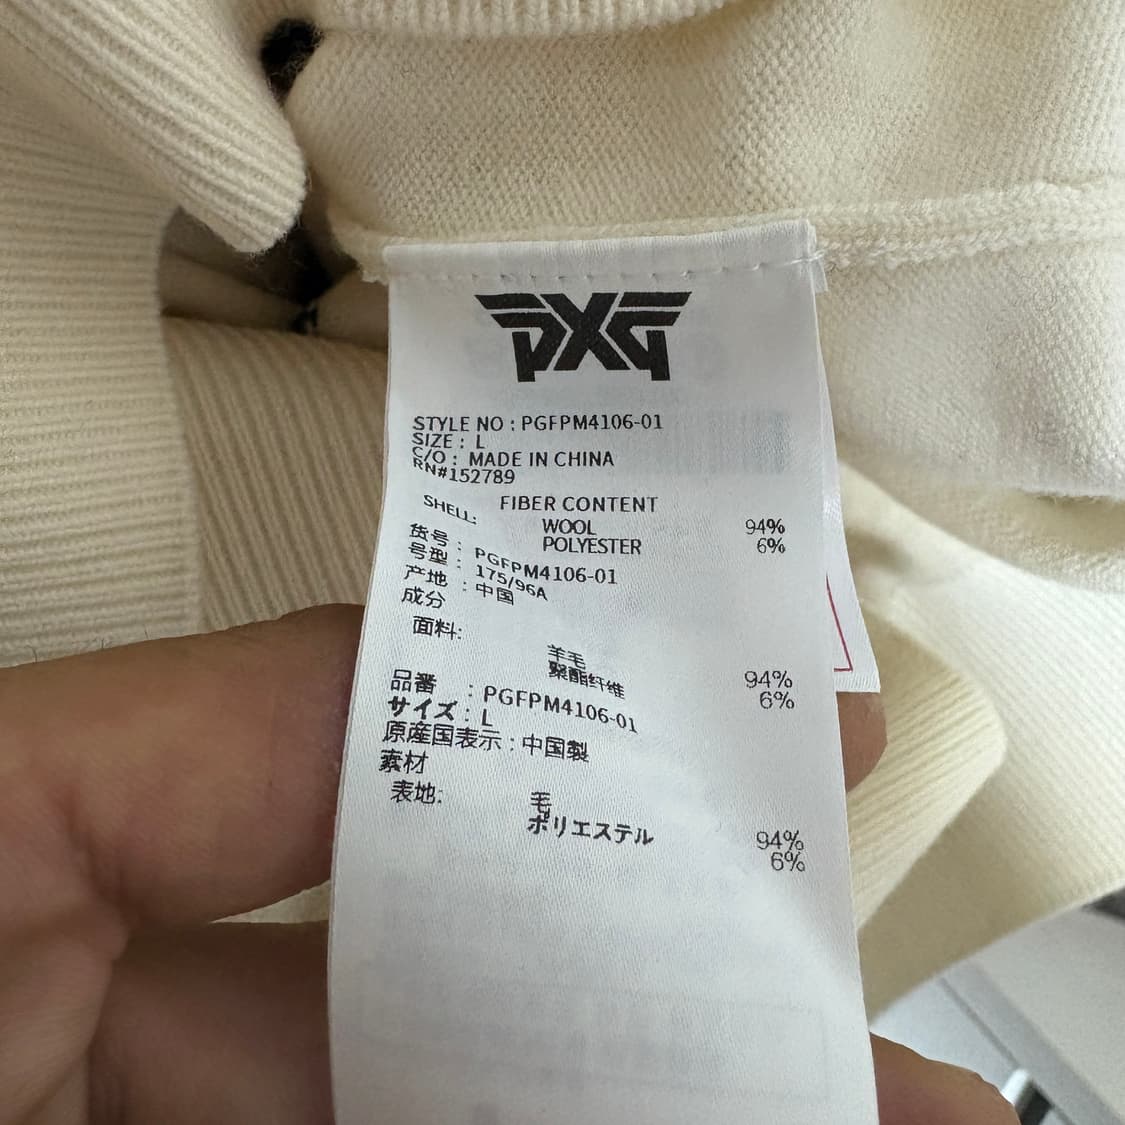 PXG
STYLE NO : PGFPM4106-01
SIZE : L
C/O : MADE IN CHINA
RN#152789
FIBER CONTENT
SHELL:
WOOL 94%
POLYESTER 6%
货号 : PGFPM4106-01
号型 : 175/96A
产地 : 中国
成分
面料:
羊毛 94%
聚酯纤维 6%
品番 : PGFPM4106-01
サイズ : L
原産国表示 : 中国製
素材
表地:
毛 94%
ポリエステル 6%